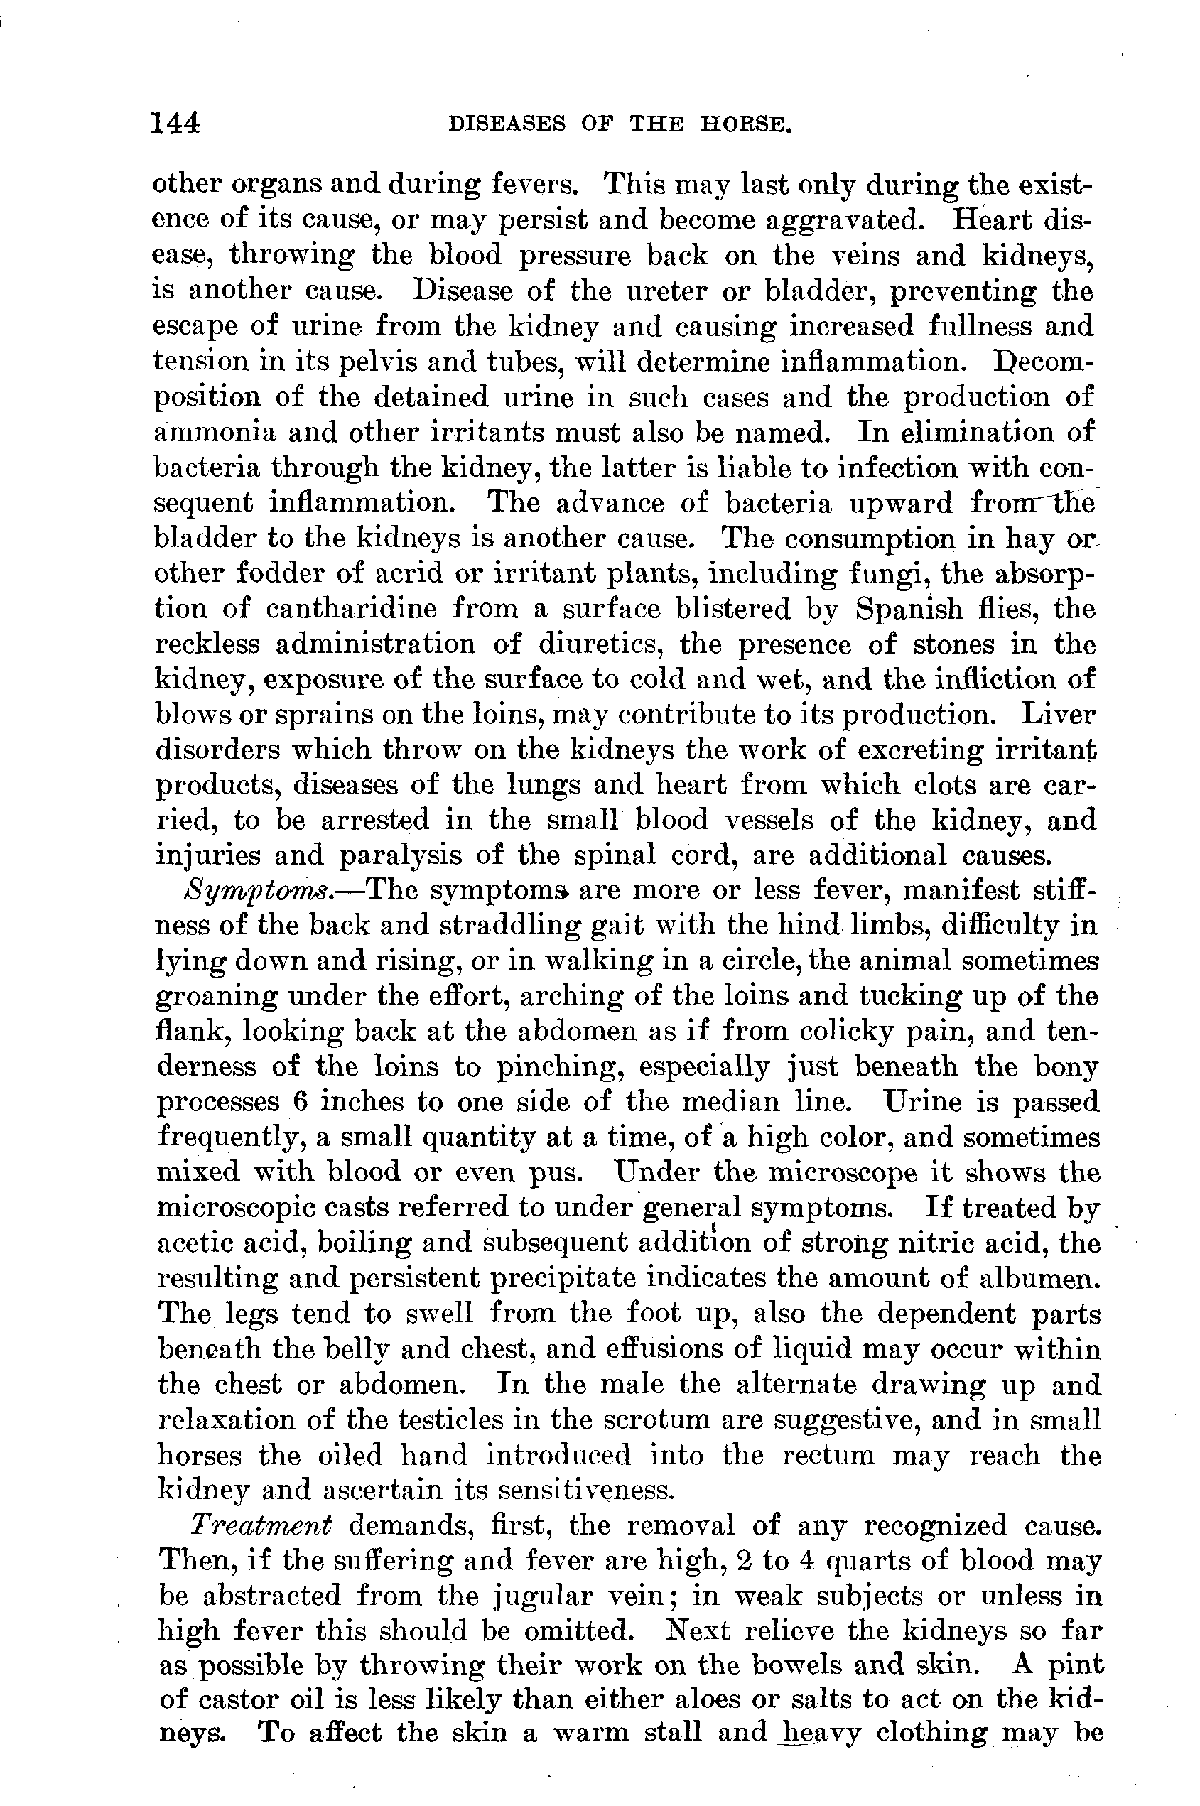 144 DISEASES OF THE HORSE.
other organs and during fevers. This may last only during the exist-
ence of its cause, or may persist and become aggravated. Heart dis-
ease, throwing the blood pressure back on the veins and kidneys,
is another cause. Disease of the ureter or bladder, preventing the
escape of urine from the kidney and causing increased fullness and
tension in its pelvis and tubes, will determine inflammation. Decom-
position of the detained urine in such cases and the production of
ammonia and other irritants must also be named. In elimination of
bacteria through the kidney, the latter is liable to infection with con-
sequent inflammation. The advance of bacteria upward from the
bladder to the kidneys is another cause. The consumption in hay or
other fodder of acrid or irritant plants, including fungi, the absorp-
tion of cantharidine from a surface blistered by Spanish flies, the
reckless administration of diuretics, the presence of stones in the
kidney, exposure of the surface to cold and wet, and the infliction of
blows or sprains on the loins, may contribute to its production. Liver
disorders which throw on the kidneys the work of excreting irritant
products, diseases of the lungs and heart from which clots are car-
ried, to be arrested in the small blood vessels of the kidney, and
injuries and paralysis of the spinal cord, are additional causes.
Symptoms.—The symptoms are more or less fever, manifest stiff-
ness of the back and straddling gait with the hind limbs, difficulty in
lying down and rising, or in walking in a circle, the animal sometimes
groaning under the effort, arching of the loins and tucking up of the
flank, looking back at the abdomen as if from colicky pain, and ten-
derness of the loins to pinching, especially just beneath the bony
processes 6 inches to one side of the median line. Urine is passed
frequently, a small quantity at a time, of a high color, and sometimes
mixed with blood or even pus. Under the microscope it shows the
microscopic casts referred to under general symptoms. If treated by
acetic acid, boiling and subsequent addition of strong nitric acid, the
resulting and persistent precipitate indicates the amount of albumen.
The legs tend to swell from the foot up, also the dependent parts
beneath the belly and chest, and effusions of liquid may occur within
the chest or abdomen. In the male the alternate drawing up and
relaxation of the testicles in the scrotum are suggestive, and in small
horses the oiled hand introduced into the rectum may reach the
kidney and ascertain its sensitiveness.
Treatment demands, first, the removal of any recognized cause.
Then, if the suffering and fever are high, 2 to 4 quarts of blood may
be abstracted from the jugular vein; in weak subjects or unless in
high fever this should be omitted. Next relieve the kidneys so far
as possible by throwing their work on the bowels and skin. A pint
of castor oil is less likely than either aloes or salts to act on the kid-
neys. To affect the skin a warm stall and heavy clothing may be